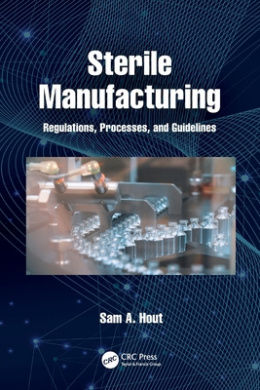 Sterile
Manufacturing
Regulations, Processes, and Guidelines
Sam A. Hout
CRC Press
Taylor & Francis Group